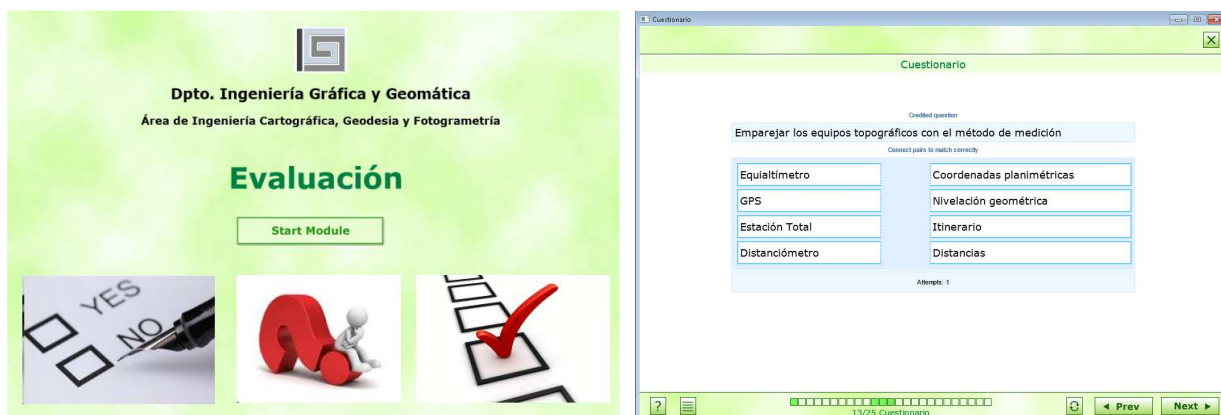 Dpto. Ingeniería Gráfica y Geomática
Área de Ingeniería Cartográfica, Geodesia y Fotogrametría
Evaluación
Start Module
YES
NO
Cuestionario
Cuestionario
Credited question
Emparejar los equipos topográficos con el método de medición
Connect pairs to match correctly
Equialtímetro
Coordenadas planimétricas
GPS
Nivelación geométrica
Estación Total
Itinerario
Distanciómetro
Distancias
Attempts: 1
?
13/25 Cuestionario
Prev
Next